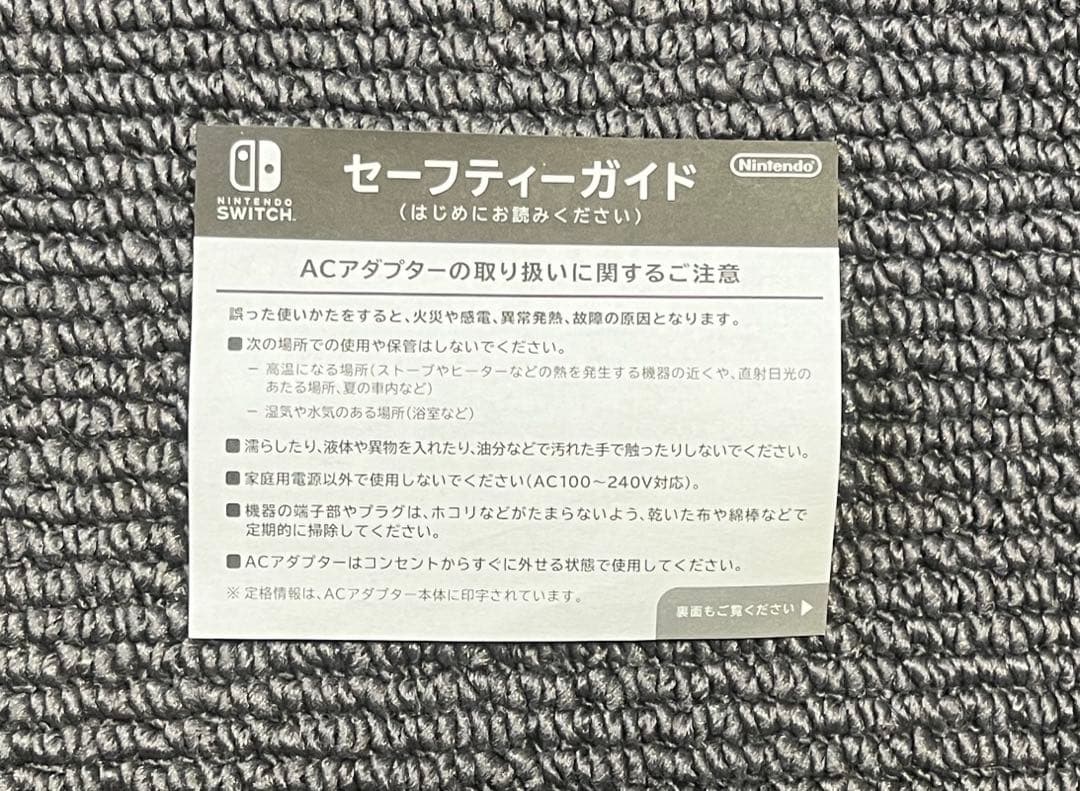 NINTENDO
SWITCH™
セーフティーガイド
(はじめにお読みください)
Nintendo®
ACアダプターの取り扱いに関するご注意
誤った使いかたをすると、火災や感電、異常発熱、故障の原因となります。
■次の場所での使用や保管はしないでください。
− 高温になる場所(ストーブやヒーターなどの熱を発生する機器の近くや、直射日光の
あたる場所、夏の車内など)
− 湿気や水気のある場所(浴室など)
■濡らしたり、液体や異物を入れたり、油分などで汚れた手で触ったりしないでください。
■家庭用電源以外で使用しないでください(AC100～240V対応)。
■機器の端子部やプラグは、ホコリなどがたまらないよう、乾いた布や綿棒などで
定期的に掃除してください。
■ACアダプターはコンセントからすぐに外せる状態で使用してください。
※ 定格情報は、ACアダプター本体に印字されています。
裏面もご覧ください ▶